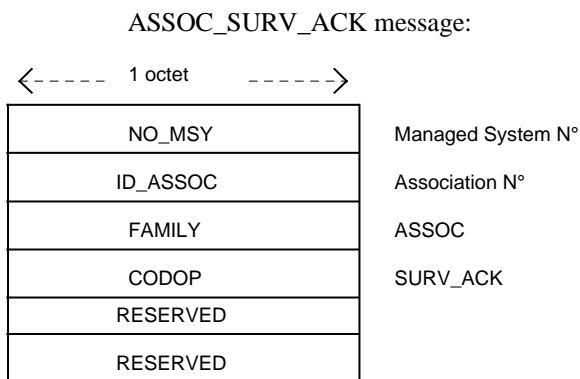 ASSOC_SURV_ACK message:
1 octet
NO_MSY Managed System N°
ID_ASSOC Association N°
FAMILY ASSOC
CODOP SURV_ACK
RESERVED
RESERVED